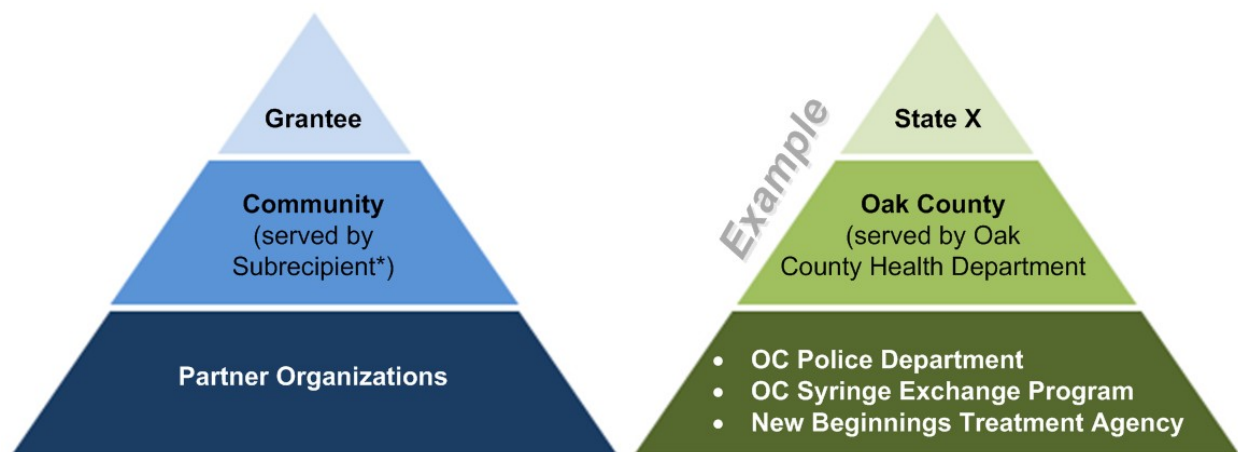 Grantee
Community
(served by
Subrecipient*)
Partner Organizations
Example
State X
Oak County
(served by Oak
County Health Department
• OC Police Department
• OC Syringe Exchange Program
• New Beginnings Treatment Agency